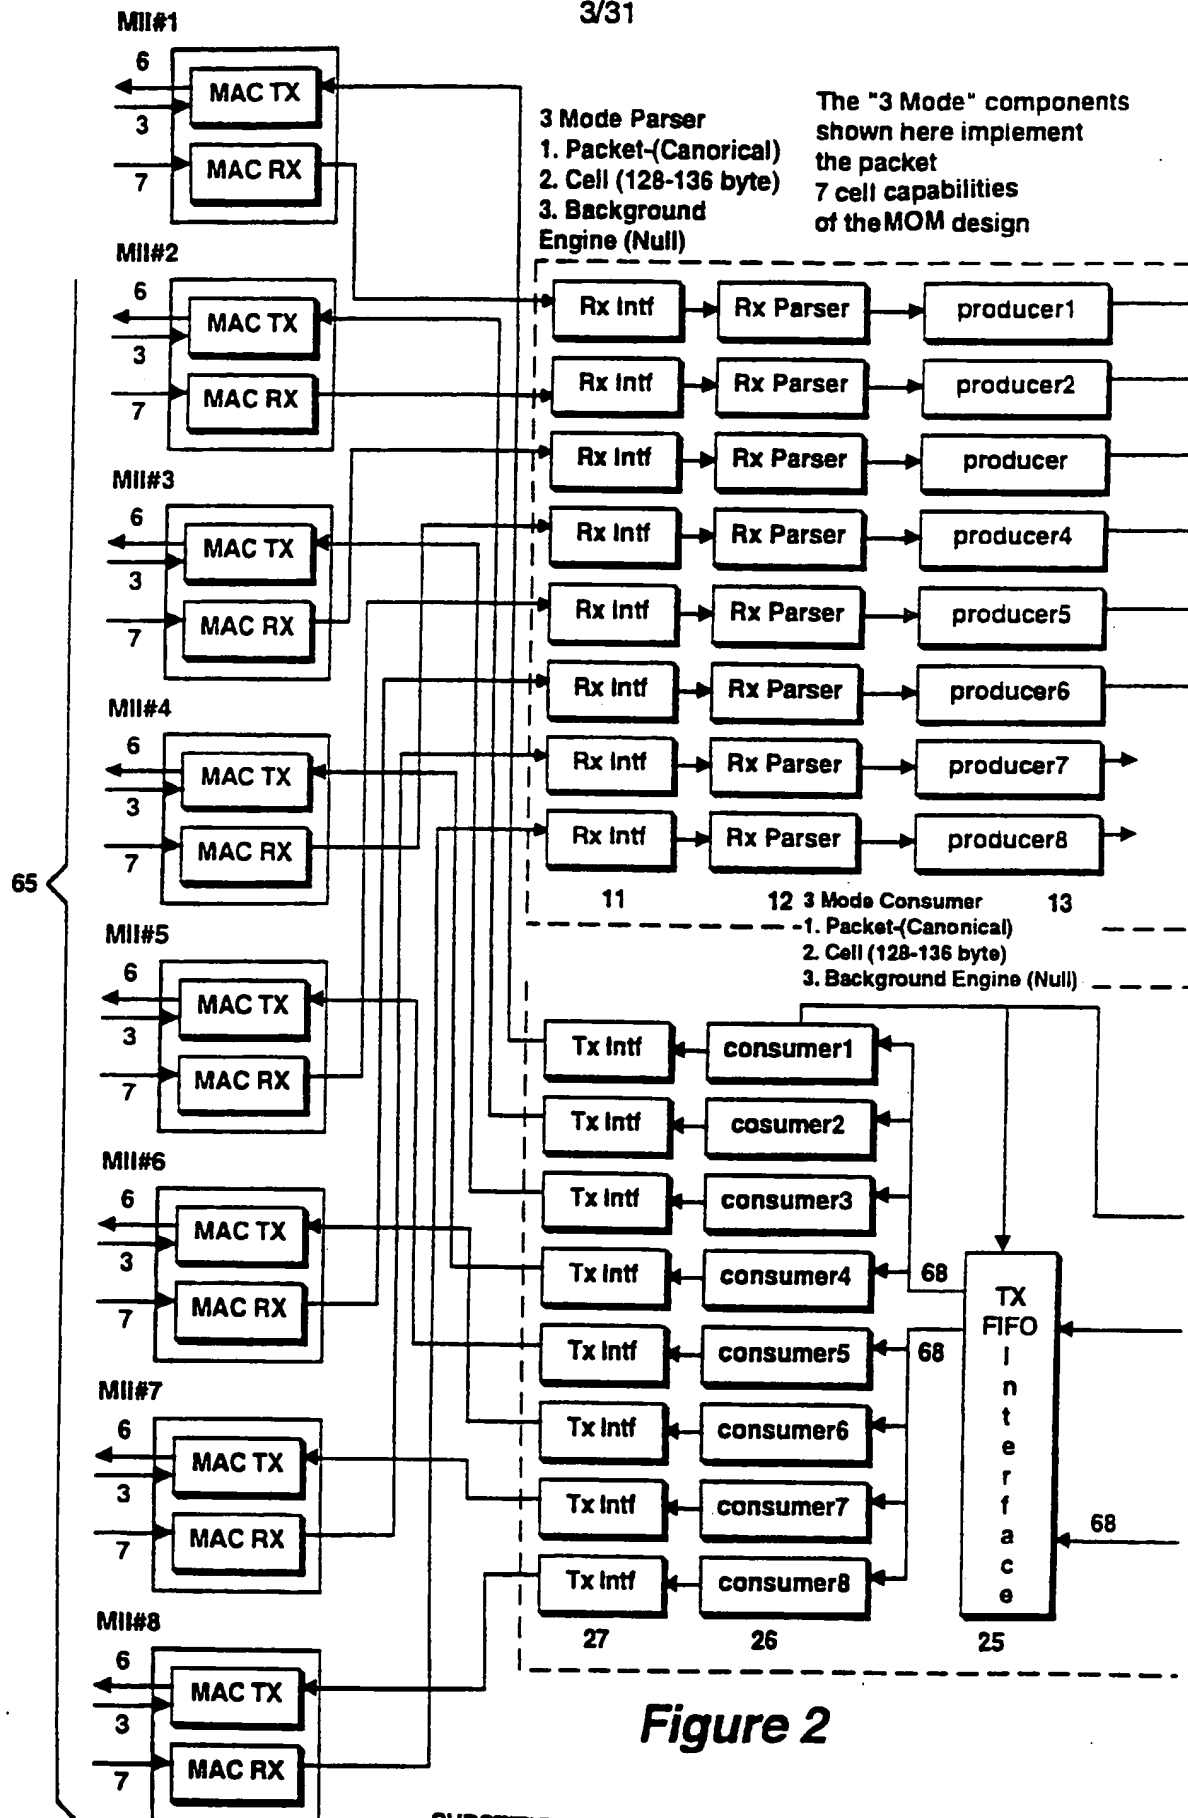 3/31
MII#1
6
MAC TX
3
MAC RX
7
3 Mode Parser
1. Packet-(Canorical)
2. Cell (128-136 byte)
3. Background
Engine (Null)
The "3 Mode" components
shown here implement
the packet
7 cell capabilities
of the MOM design
MII#2
6
MAC TX
3
MAC RX
7
MII#3
6
MAC TX
3
MAC RX
7
MII#4
6
MAC TX
3
MAC RX
7
65
MII#5
6
MAC TX
3
MAC RX
7
MII#6
6
MAC TX
3
MAC RX
7
MII#7
6
MAC TX
3
MAC RX
7
MII#8
6
MAC TX
3
MAC RX
7
Rx Intf Rx Parser producer1
Rx Intf Rx Parser producer2
Rx Intf Rx Parser producer
Rx Intf Rx Parser producer4
Rx Intf Rx Parser producer5
Rx Intf Rx Parser producer6
Rx Intf Rx Parser producer7
Rx Intf Rx Parser producer8
11 12 13
3 Mode Consumer
1. Packet-(Canonical)
2. Cell (128-136 byte)
3. Background Engine (Null)
Tx Intf consumer1
Tx Intf cosumer2
Tx Intf consumer3
Tx Intf consumer4
68
Tx Intf consumer5
68
Tx Intf consumer6
Tx Intf consumer7
Tx Intf consumer8
TX
FIFO
I
n
t
e
r
f
a
c
e
68
27 26 25
Figure 2